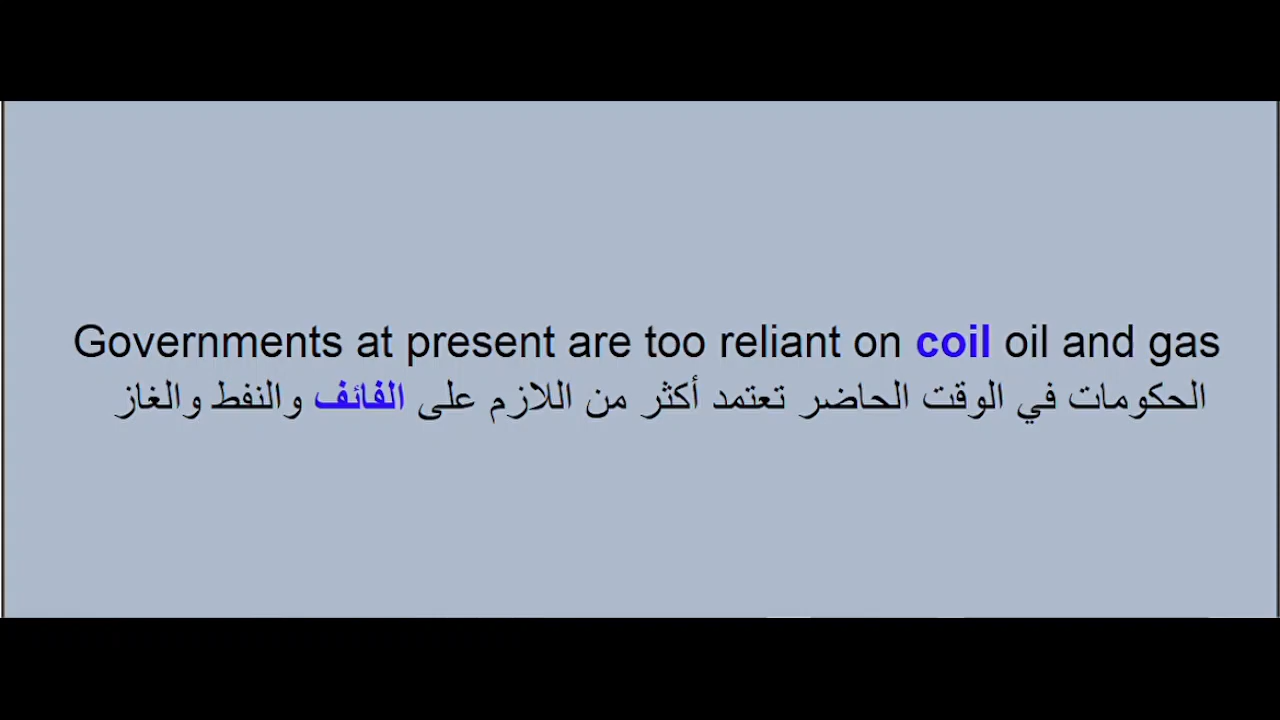 Governments at present are too reliant on coil oil and gas
الحكومات في الوقت الحاضر تعتمد أكثر من اللازم على الفائف والنفط والغاز